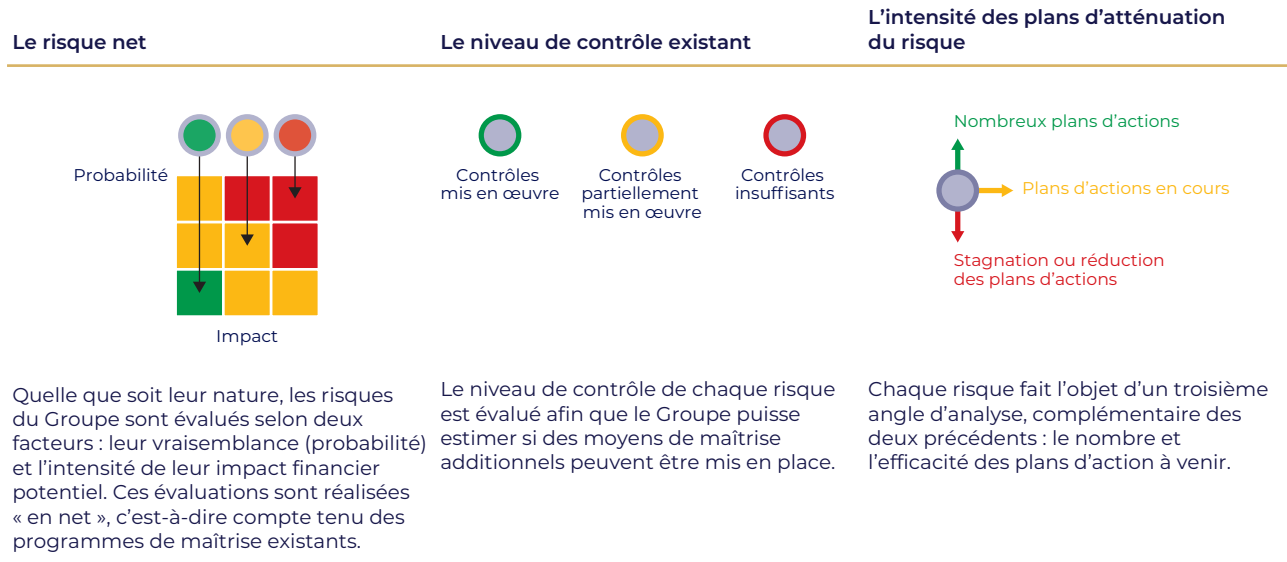 Le risque net
Probabilité
Impact
Quelle que soit leur nature, les risques
du Groupe sont évalués selon deux
facteurs : leur vraisemblance (probabilité)
et l’intensité de leur impact financier
potentiel. Ces évaluations sont réalisées
« en net », c’est-à-dire compte tenu des
programmes de maîtrise existants.
Le niveau de contrôle existant
Contrôles
mis en œuvre
Contrôles
partiellement
mis en œuvre
Contrôles
insuffisants
Le niveau de contrôle de chaque risque
est évalué afin que le Groupe puisse
estimer si des moyens de maîtrise
additionnels peuvent être mis en place.
L’intensité des plans d’atténuation
du risque
Nombreux plans d’actions
Plans d’actions en cours
Stagnation ou réduction
des plans d’actions
Chaque risque fait l’objet d’un troisième
angle d’analyse, complémentaire des
deux précédents : le nombre et
l’efficacité des plans d’action à venir.